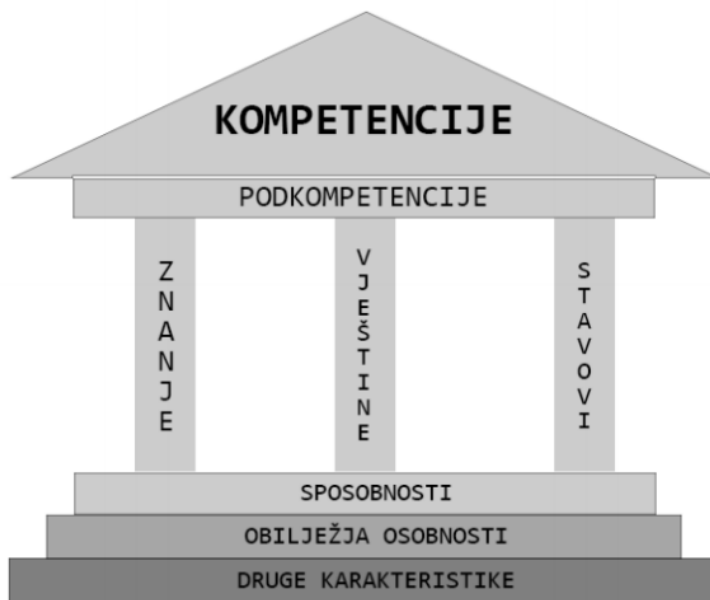 KOMPETENCIJE
PODKOMPETENCIJE
ZNANJE
VJEŠTINE
STAVOVI
SPOSOBNOSTI
OBILJEŽJA OSOBNOSTI
DRUGE KARAKTERISTIKE